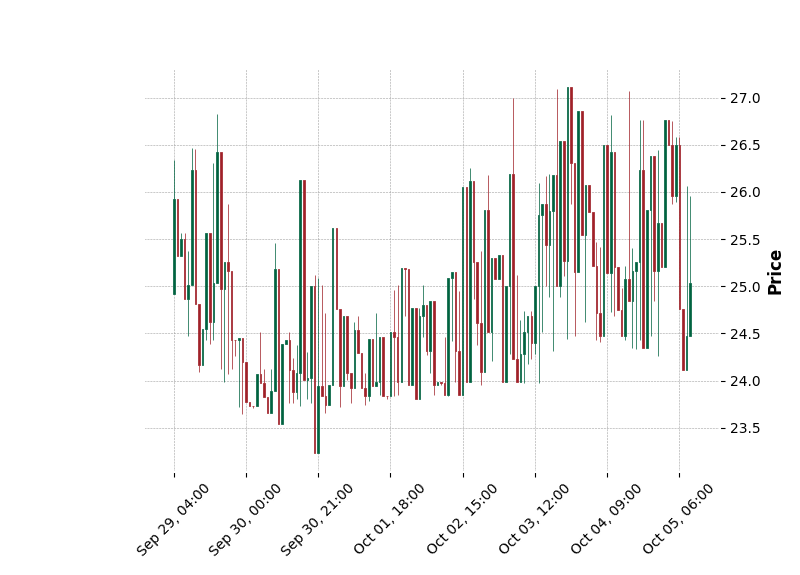 27.0
26.5
26.0
25.5
25.0
24.5
24.0
23.5
Price
Sep 29, 04:00
Sep 30, 00:00
Sep 30, 21:00
Oct 01, 18:00
Oct 02, 15:00
Oct 03, 12:00
Oct 04, 09:00
Oct 05, 06:00